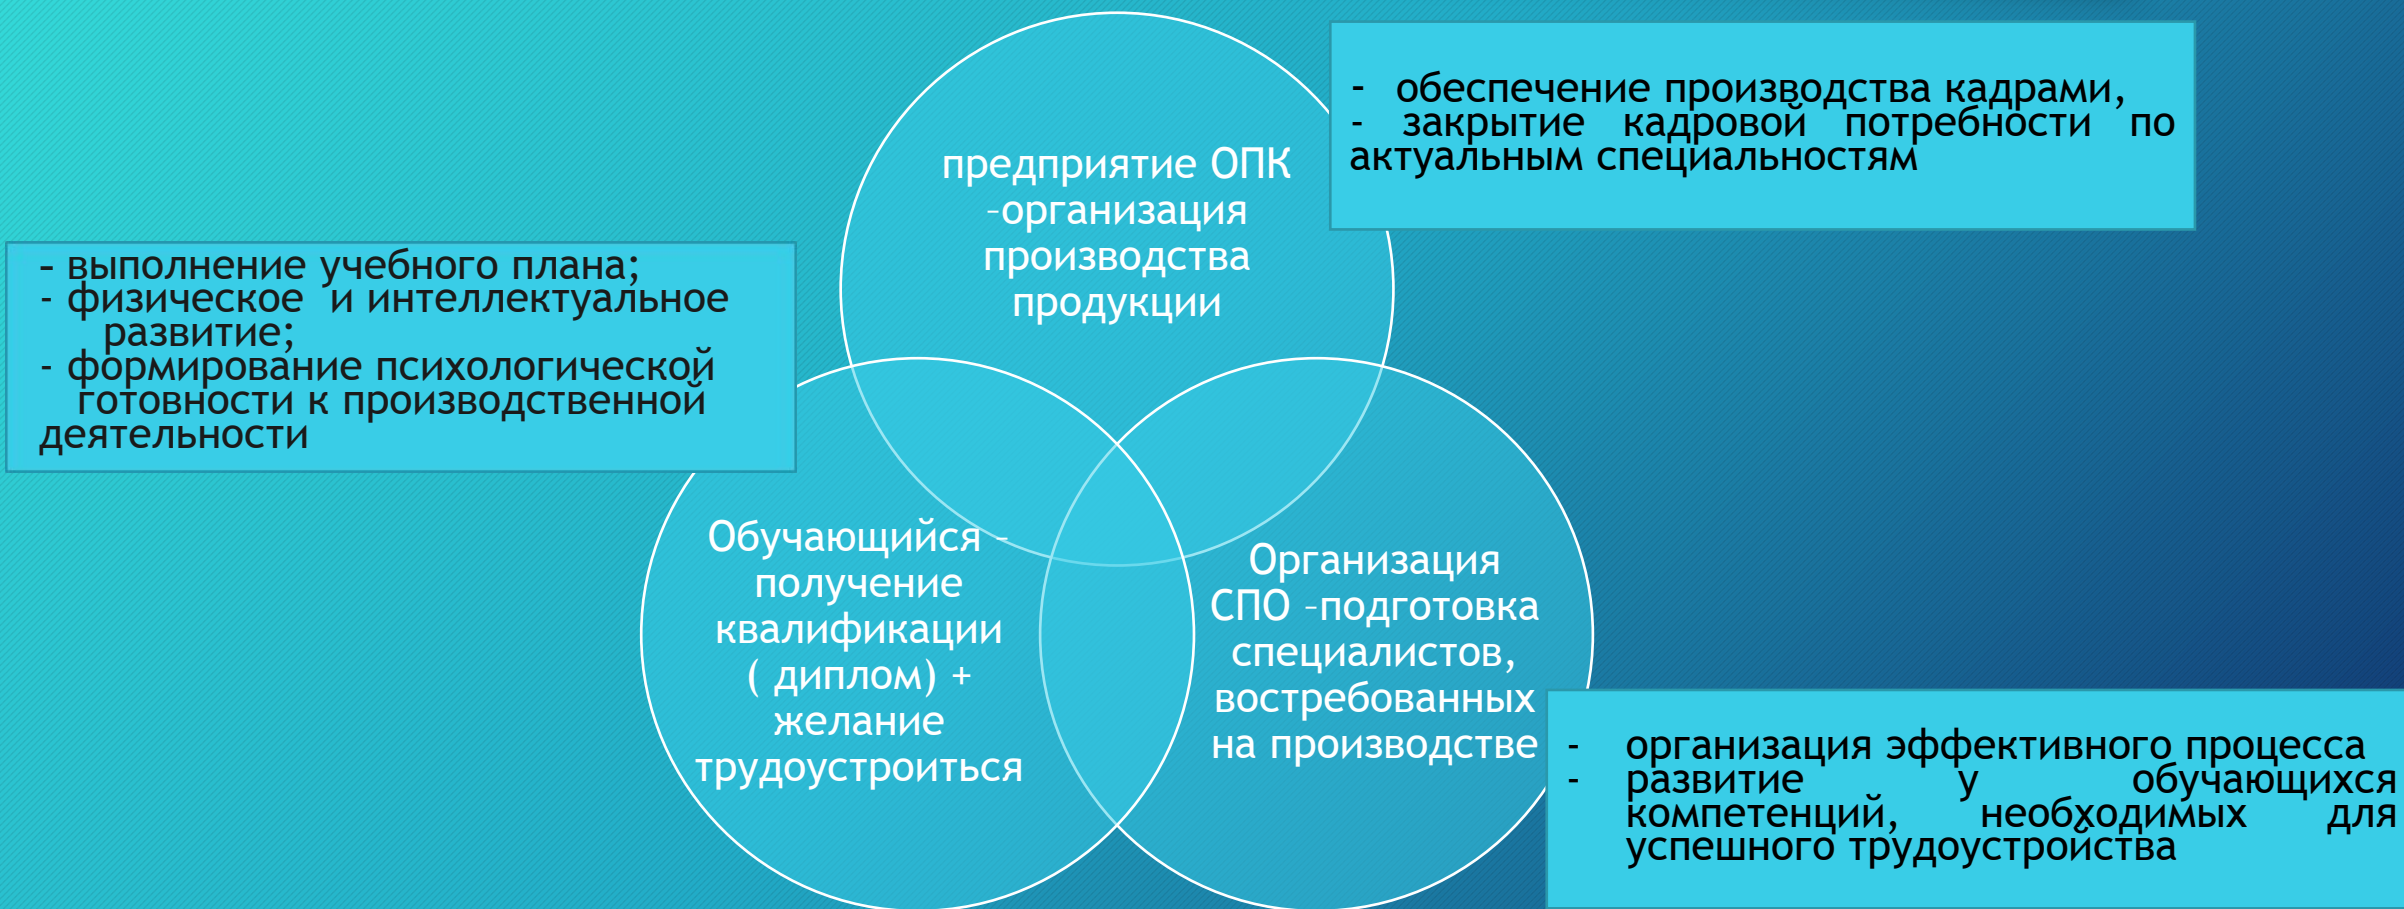 - обеспечение производства кадрами,
- закрытие кадровой потребности по
актуальным специальностям
предприятие ОПК
-организация
производства
продукции
- выполнение учебного плана;
- физическое и интеллектуальное
развитие;
- формирование психологической
готовности к производственной
деятельности
Обучающийся -
получение
квалификации
( диплом) +
желание
трудоустроиться
Организация
СПО -подготовка
специалистов,
востребованных
на производстве
- организация эффективного процесса
- развитие у обучающихся
компетенций, необходимых для
успешного трудоустройства